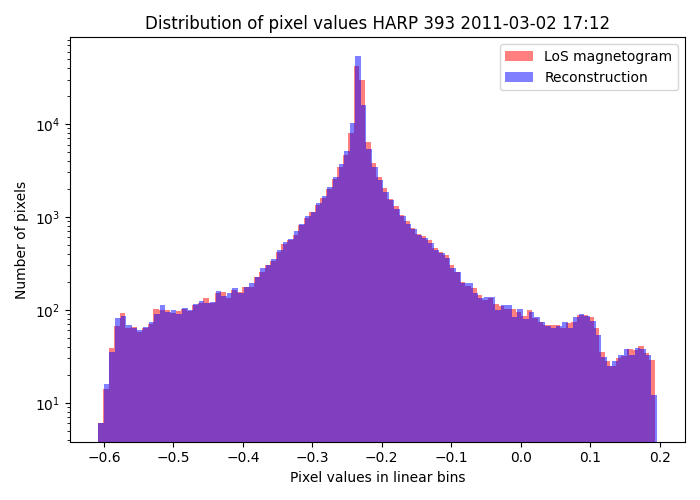 Distribution of pixel values HARP 393 2011-03-02 17:12
LoS magnetogram
Reconstruction
Number of pixels
10⁴
10³
10²
10¹
−0.6 −0.5 −0.4 −0.3 −0.2 −0.1 0.0 0.1 0.2
Pixel values in linear bins